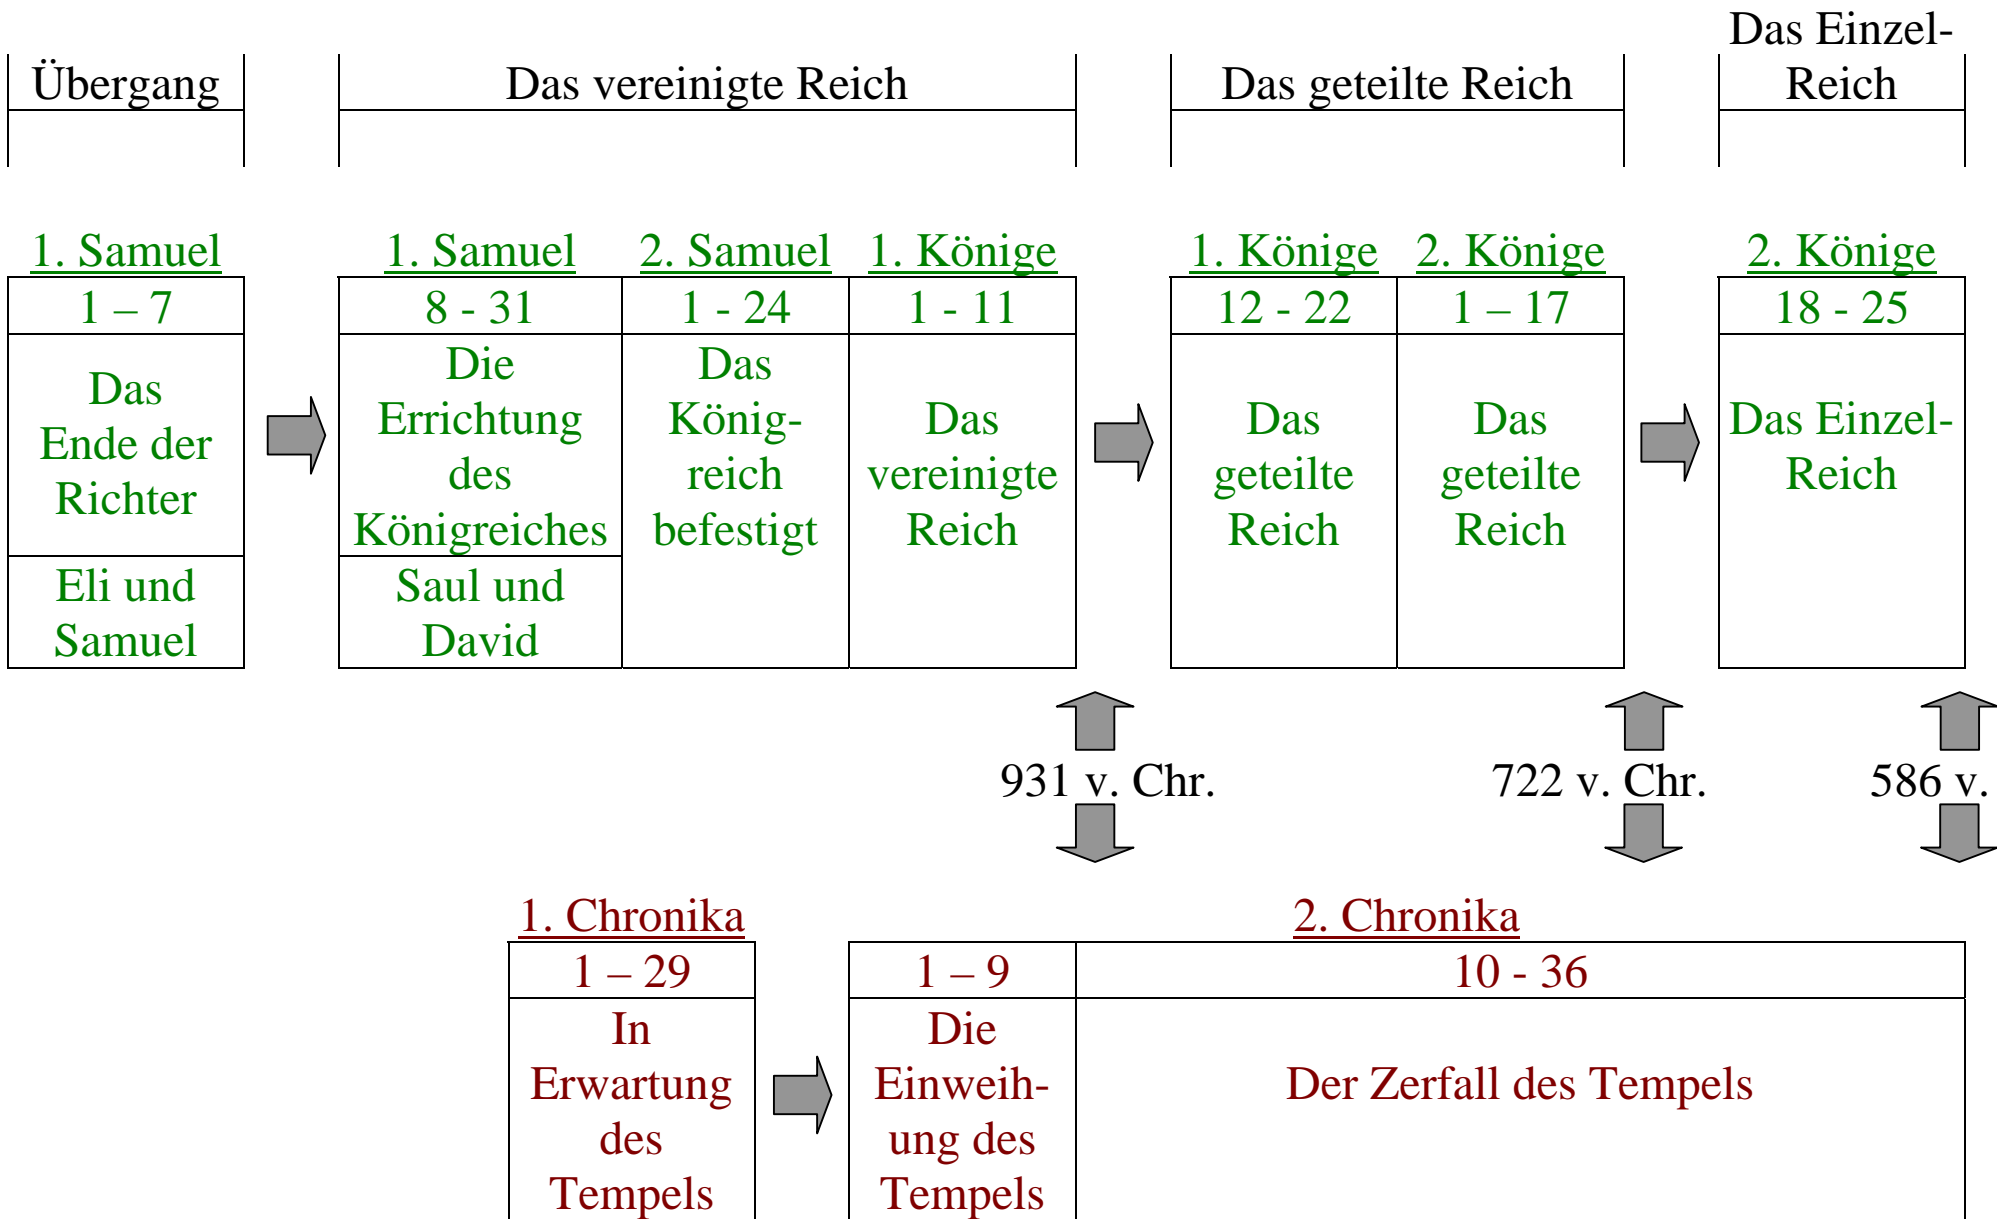 Übergang
Das vereinigte Reich
Das geteilte Reich
Das Einzel-
Reich
1. Samuel
1 – 7
Das
Ende der
Richter
Eli und
Samuel
1. Samuel
8 - 31
Die
Errichtung
des
Königreiches
Saul und
David
2. Samuel
1 - 24
Das
König-
reich
befestigt
1. Könige
1 - 11
Das
vereinigte
Reich
1. Könige
12 - 22
Das
geteilte
Reich
2. Könige
1 – 17
Das
geteilte
Reich
2. Könige
18 - 25
Das Einzel-
Reich
931 v. Chr.
722 v. Chr.
586 v.
1. Chronika
1 – 29
In
Erwartung
des
Tempels
2. Chronika
1 – 9
Die
Einweih-
ung des
Tempels
10 - 36
Der Zerfall des Tempels